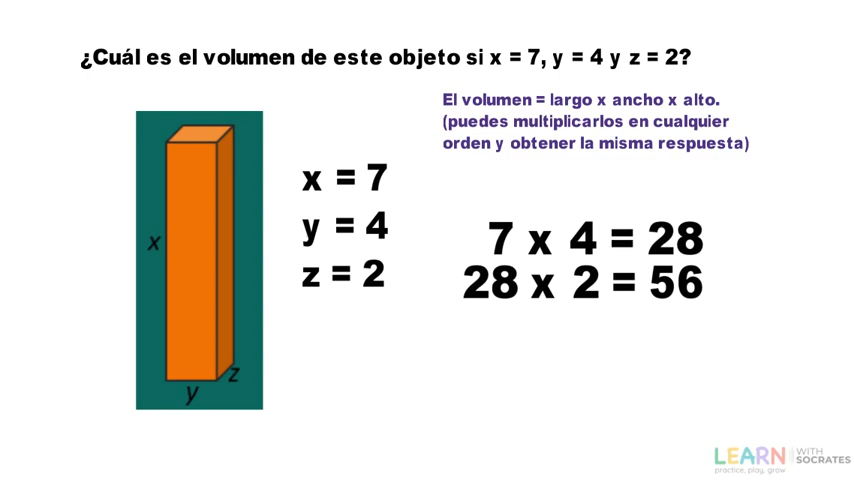 ¿Cuál es el volumen de este objeto si x = 7, y = 4 y z = 2?
El volumen = largo x ancho x alto.
(puedes multiplicarlos en cualquier
orden y obtener la misma respuesta)
x
y
z
x = 7
y = 4
z = 2
7 x 4 = 28
28 x 2 = 56
LEARN WITH SOCRATES
practice, play, grow